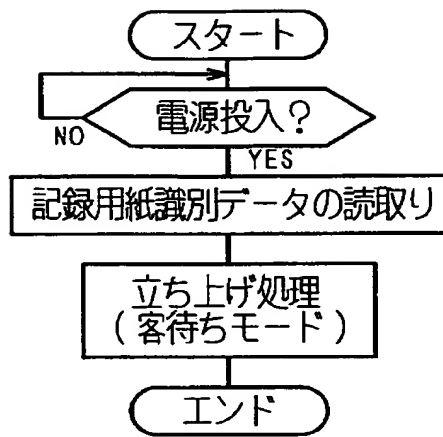 スタート
電源投入?
NO
YES
記録用紙識別データの読取り
立ち上げ処理
(客待ちモード)
エンド